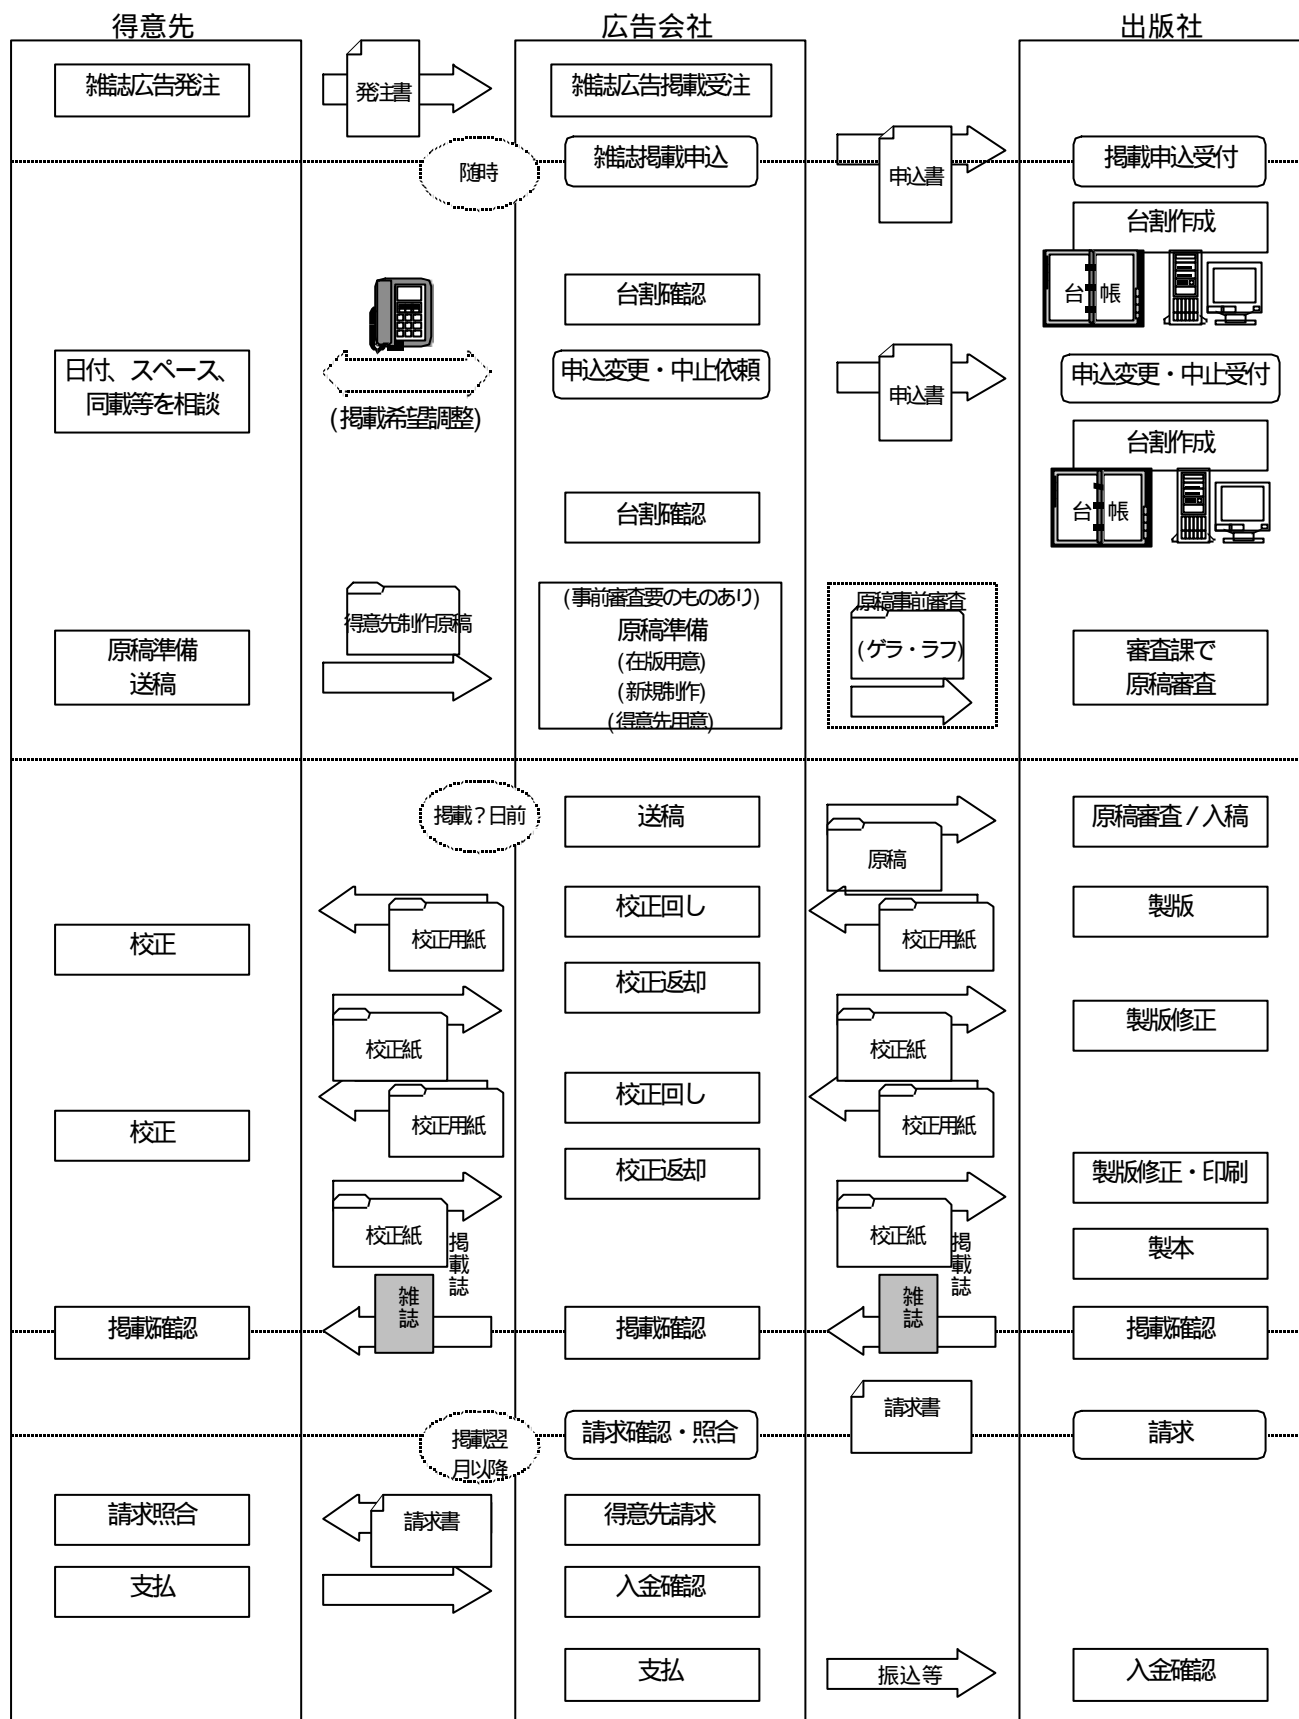 得意先
広告会社
出版社
雑誌広告発注
発注書
雑誌広告掲載受注
随時
雑誌掲載申込
申込書
掲載申込受付
台割作成
台 帳
台割確認
日付、スペース、
同載等を相談
(掲載希望調整)
申込変更・中止依頼
申込書
申込変更・中止受付
台割作成
台 帳
台割確認
原稿準備
送稿
得意先制作原稿
(事前審査要のものあり)
原稿準備
(在版用意)
(新規制作)
(得意先用意)
原稿事前審査
(ゲラ・ラフ)
審査課で
原稿審査
掲載?日前
送稿
原稿
原稿審査/入稿
校正用紙
校正回し
校正用紙
製版
校正
校正返却
校正紙
校正紙
製版修正
校正用紙
校正回し
校正用紙
校正
校正返却
校正紙
校正紙
製版修正・印刷
製本
掲載確認
雑誌
掲載誌
掲載確認
雑誌
掲載誌
掲載確認
掲載翌
月以降
請求確認・照合
請求書
請求
請求照合
請求書
得意先請求
支払
入金確認
支払
振込等
入金確認